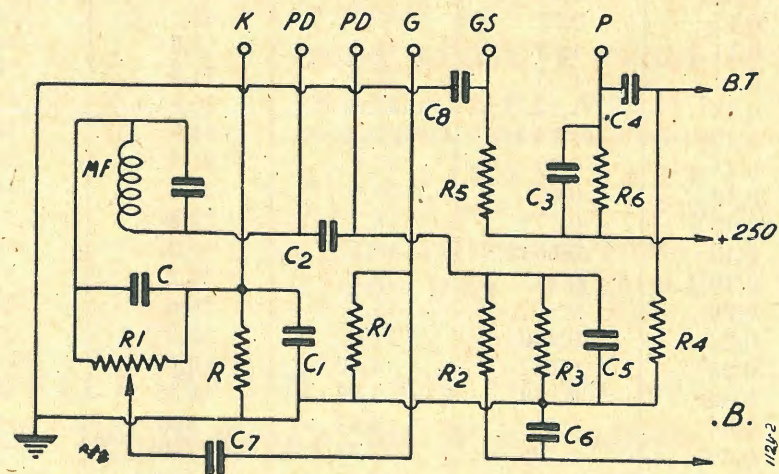 K PD PD G GS P
B.T
C8
C4
MF
R5
C3
R6
+250
C2
C
R1
R
C1
R1
R2
R3
C5
R4
C6
.B.
C7
11242